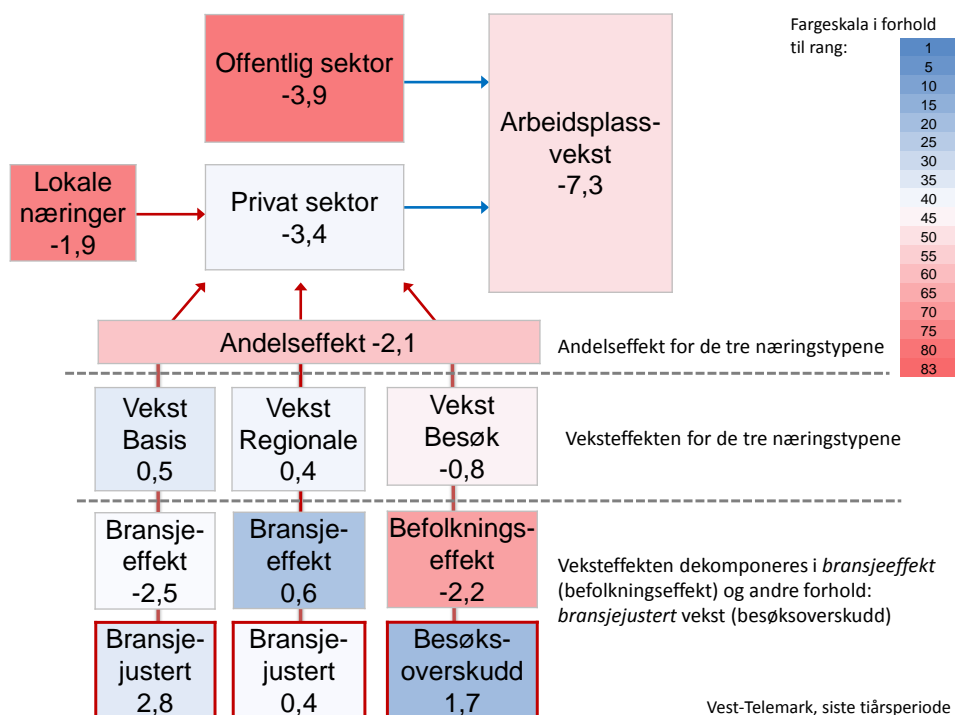 Fargeskala i forhold
til rang:
1
5
10
15
20
25
30
35
40
45
50
55
60
65
70
75
80
83
Offentlig sektor
-3,9
Arbeidsplass-
vekst
-7,3
Lokale
næringer
-1,9
Privat sektor
-3,4
Andelseffekt -2,1
Andelseffekt for de tre næringstypene
Vekst
Basis
0,5
Vekst
Regionale
0,4
Vekst
Besøk
-0,8
Veksteffekten for de tre næringstypene
Bransje-
effekt
-2,5
Bransje-
effekt
0,6
Befolknings-
effekt
-2,2
Veksteffekten dekomponeres i bransjeeffekt
(befolkningseffekt) og andre forhold:
bransjejustert vekst (besøksoverskudd)
Bransje-
justert
2,8
Bransje-
justert
0,4
Besøks-
overskudd
1,7
Vest-Telemark, siste tiårsperiode